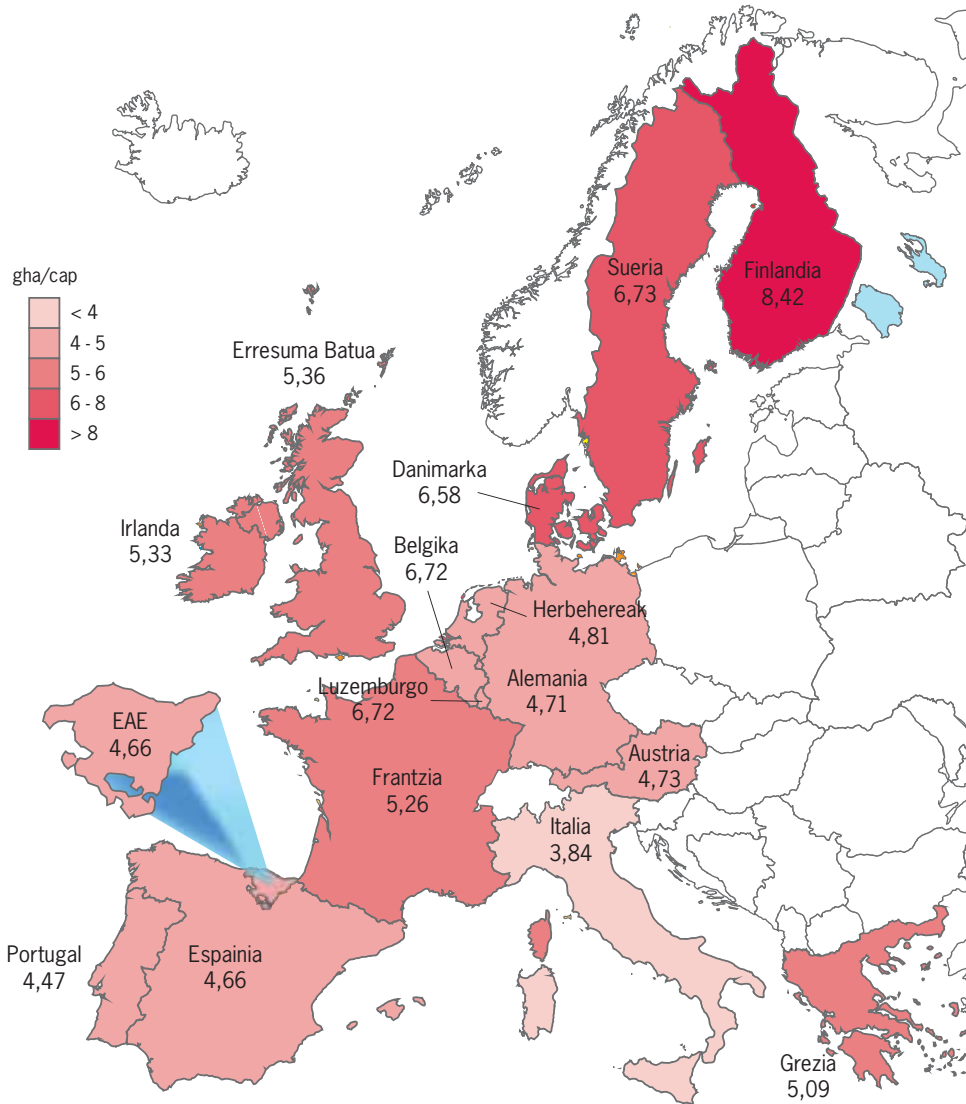 gha/cap
< 4
4 - 5
5 - 6
6 - 8
> 8
Sueria
6,73
Finlandia
8,42
Erresuma Batua
5,36
Danimarka
6,58
Irlanda
5,33
Belgika
6,72
Herbehereak
4,81
Luzemburgo
6,72
Alemania
4,71
EAE
4,66
Austria
4,73
Frantzia
5,26
Italia
3,84
Portugal
4,47
Espainia
4,66
Grezia
5,09